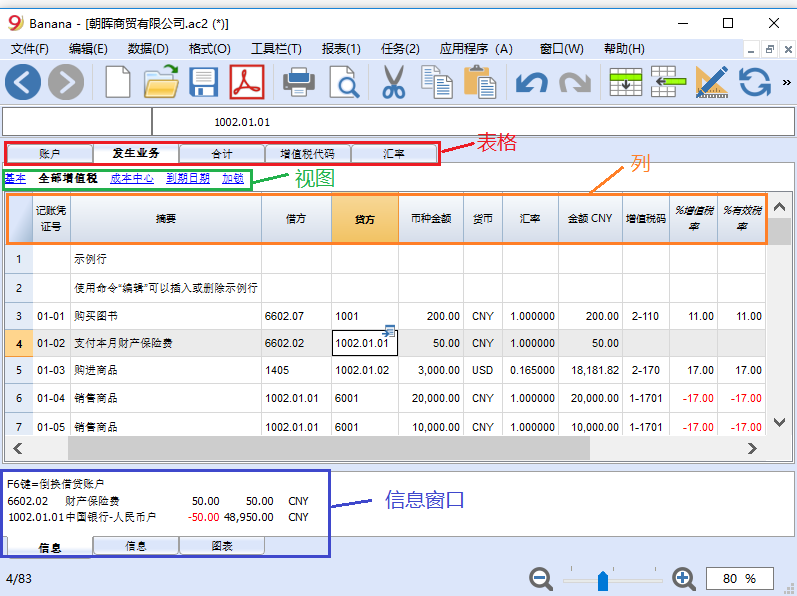 Banana - [朝晖商贸有限公司.ac2 (*)]
文件(F) 编辑(E) 数据(D) 格式(O) 工具栏(T) 报表(1) 任务(2) 应用程序 (A) 窗口(W) 帮助(H)
1002.01.01
账户 发生业务 合计 增值税代码 汇率 表格
基本 全部增值税 成本中心 到期日期 加锁 视图 列
记账凭证号 摘要 借方 贷方 币种金额 货币 汇率 金额 CNY 增值税码 %增值税率 %有效税率
1 示例行
2 使用命令“编辑”可以插入或删除示例行
3 01-01 购买图书 6602.07 1001 200.00 CNY 1.000000 200.00 2-110 11.00 11.00
4 01-02 支付本月财产保险费 6602.02 1002.01.01 50.00 CNY 1.000000 50.00
5 01-03 购进商品 1405 1002.01.02 3,000.00 USD 0.165000 18,181.82 2-170 17.00 17.00
6 01-04 销售商品 1002.01.01 6001 20,000.00 CNY 1.000000 20,000.00 1-1701 -17.00 -17.00
7 01-05 销售商品 1002.01.01 6001 10,000.00 CNY 1.000000 10,000.00 1-1701 -17.00 -17.00
F6键=倒换借贷账户
6602.02 财产保险费 50.00 50.00 CNY
1002.01.01 中国银行-人民币户 -50.00 48,950.00 CNY
信息窗口
信息 信息 图表
4/83 80 %